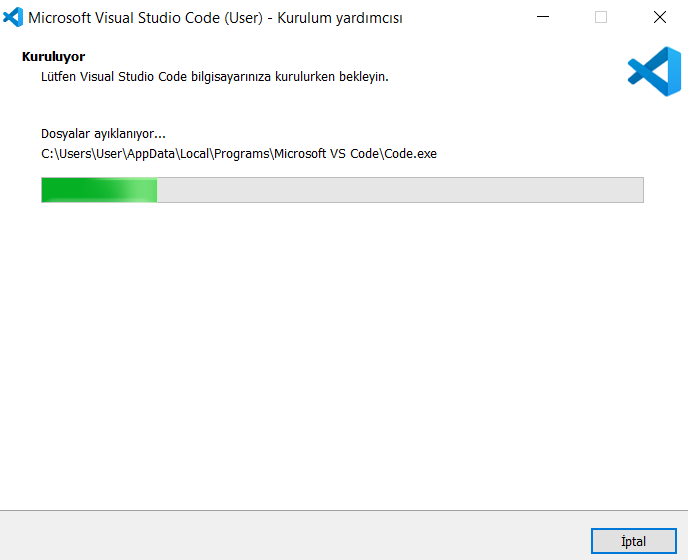 Microsoft Visual Studio Code (User) - Kurulum yardımcısı
Kuruluyor
Lütfen Visual Studio Code bilgisayarınıza kurulurken bekleyin.
Dosyalar ayıklanıyor...
C:\Users\User\AppData\Local\Programs\Microsoft VS Code\Code.exe
İptal